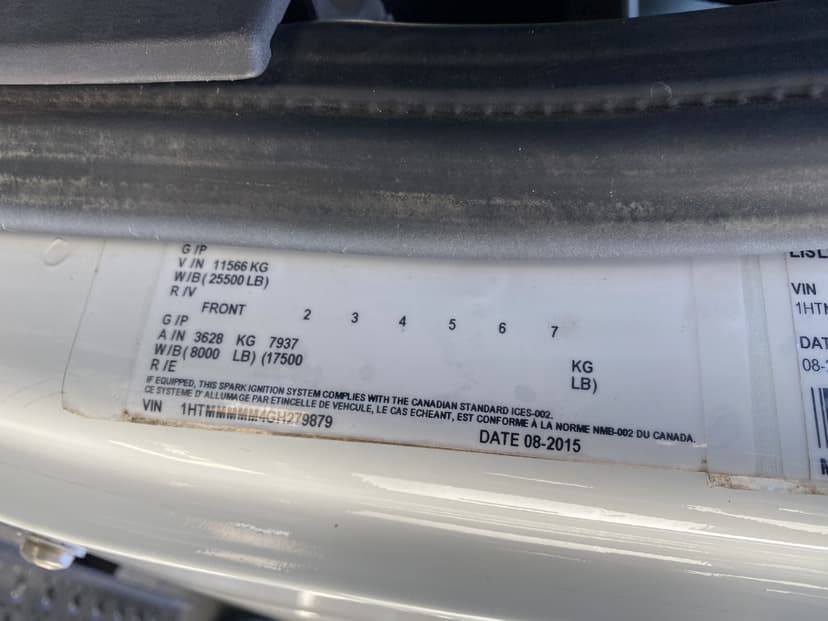 G /P
V /N 11566 KG
W/B (25500 LB)
R /V
FRONT 2 3 4 5 6 7
G /P
A /N 3628 KG 7937 KG
W/B (8000 LB) (17500 LB)
R /E
IF EQUIPPED, THIS SPARK IGNITION SYSTEM COMPLIES WITH THE CANADIAN STANDARD ICES-002.
CE SYSTEME D'ALLUMAGE PAR ETINCELLE DE VEHICULE, LE CAS ECHEANT, EST CONFORME À LA NORME NMB-002 DU CANADA.
VIN 1HTMMMMM4GH279879 DATE 08-2015
VIN
1HTM
DAT
08-